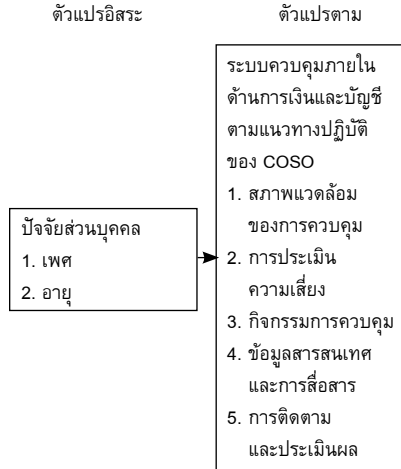 ตัวแปรอิสระ
ตัวแปรตาม
ปัจจัยส่วนบุคคล
1. เพศ
2. อายุ
ระบบควบคุมภายใน
ด้านการเงินและบัญชี
ตามแนวทางปฏิบัติ
ของ COSO
1. สภาพแวดล้อม
ของการควบคุม
2. การประเมิน
ความเสี่ยง
3. กิจกรรมการควบคุม
4. ข้อมูลสารสนเทศ
และการสื่อสาร
5. การติดตาม
และประเมินผล